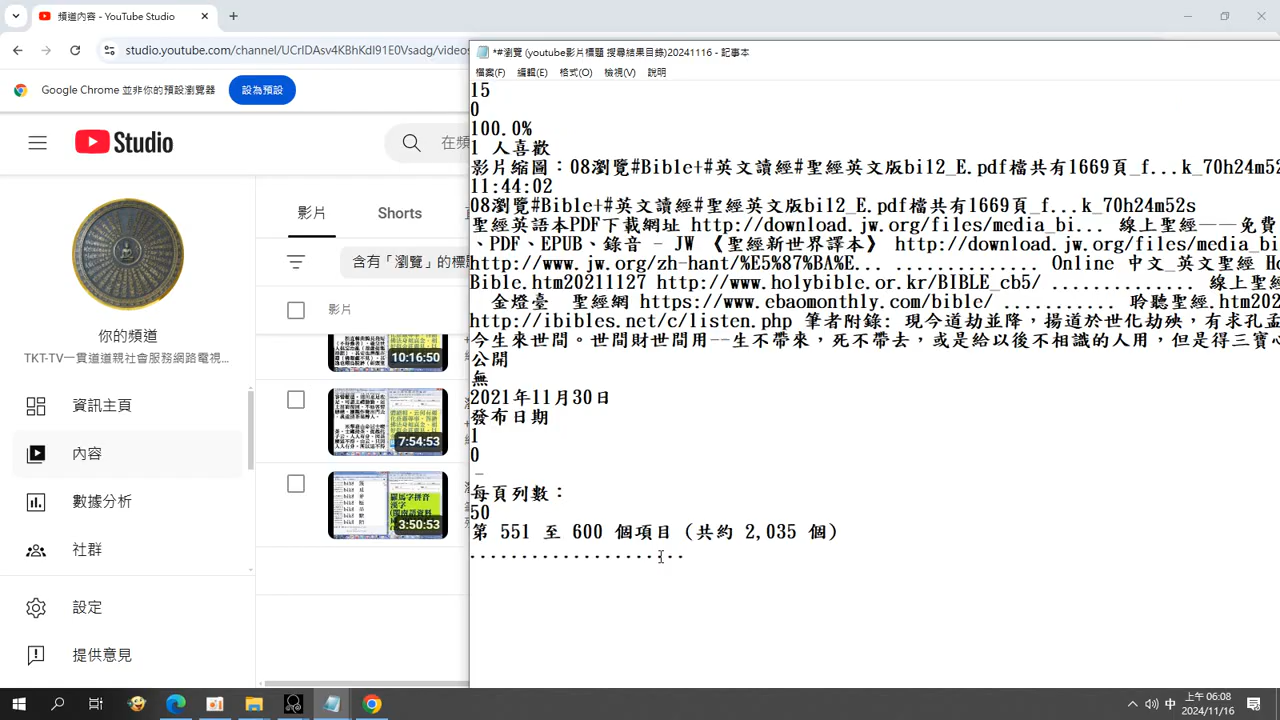 頻道內容 - YouTube Studio
studio.youtube.com/channel/UCrIDAsv4KBhKdI91E0Vsadg/videos
Google Chrome 並非你的預設瀏覽器
設為預設
Studio
在頻
影片
Shorts
含有「瀏覽」的標題
影片
你的頻道
TKT-TV一貫道道親社會服務網路電視...
資訊主頁
內容
數據分析
社群
設定
提供意見
10:16:50
7:54:53
3:50:53
*#瀏覽 (youtube影片標題 搜尋結果目錄)20241116 - 記事本
檔案(F) 編輯(E) 格式(O) 檢視(V) 說明
15
0
100.0%
1 人喜歡
影片縮圖：08瀏覽#Bible+#英文讀經#聖經英文版bi12_E.pdf檔共有1669頁_f...k_70h24m52
11:44:02
08瀏覽#Bible+#英文讀經#聖經英文版bi12_E.pdf檔共有1669頁_f...k_70h24m52s
聖經英語本PDF下載網址 http://download.jw.org/files/media_bi... 線上聖經——免費
、PDF、EPUB、錄音 - JW 《聖經新世界譯本》 http://download.jw.org/files/media_bi
http://www.jw.org/zh-hant/%E5%87%BA%E... .............. Online 中文_英文聖經 Ho
Bible.htm20211127 http://www.holybible.or.kr/BIBLE_cb5/ .............. 線上聖經
金燈臺 聖經網 https://www.ebaomonthly.com/bible/ ........... 聆聽聖經.htm202
http://ibibles.net/c/listen.php 筆者附錄: 現今道劫並降，揚道於世化劫殃，有求孔孟
今生來世間。世間財世間用--生不帶來，死不帶去，或是給以後不相識的人用，但是得三寶心
公開
無
2021年11月30日
發布日期
1
0
–
每頁列數：
50
第 551 至 600 個項目 (共約 2,035 個)
.....................
中
上午 06:08
2024/11/16